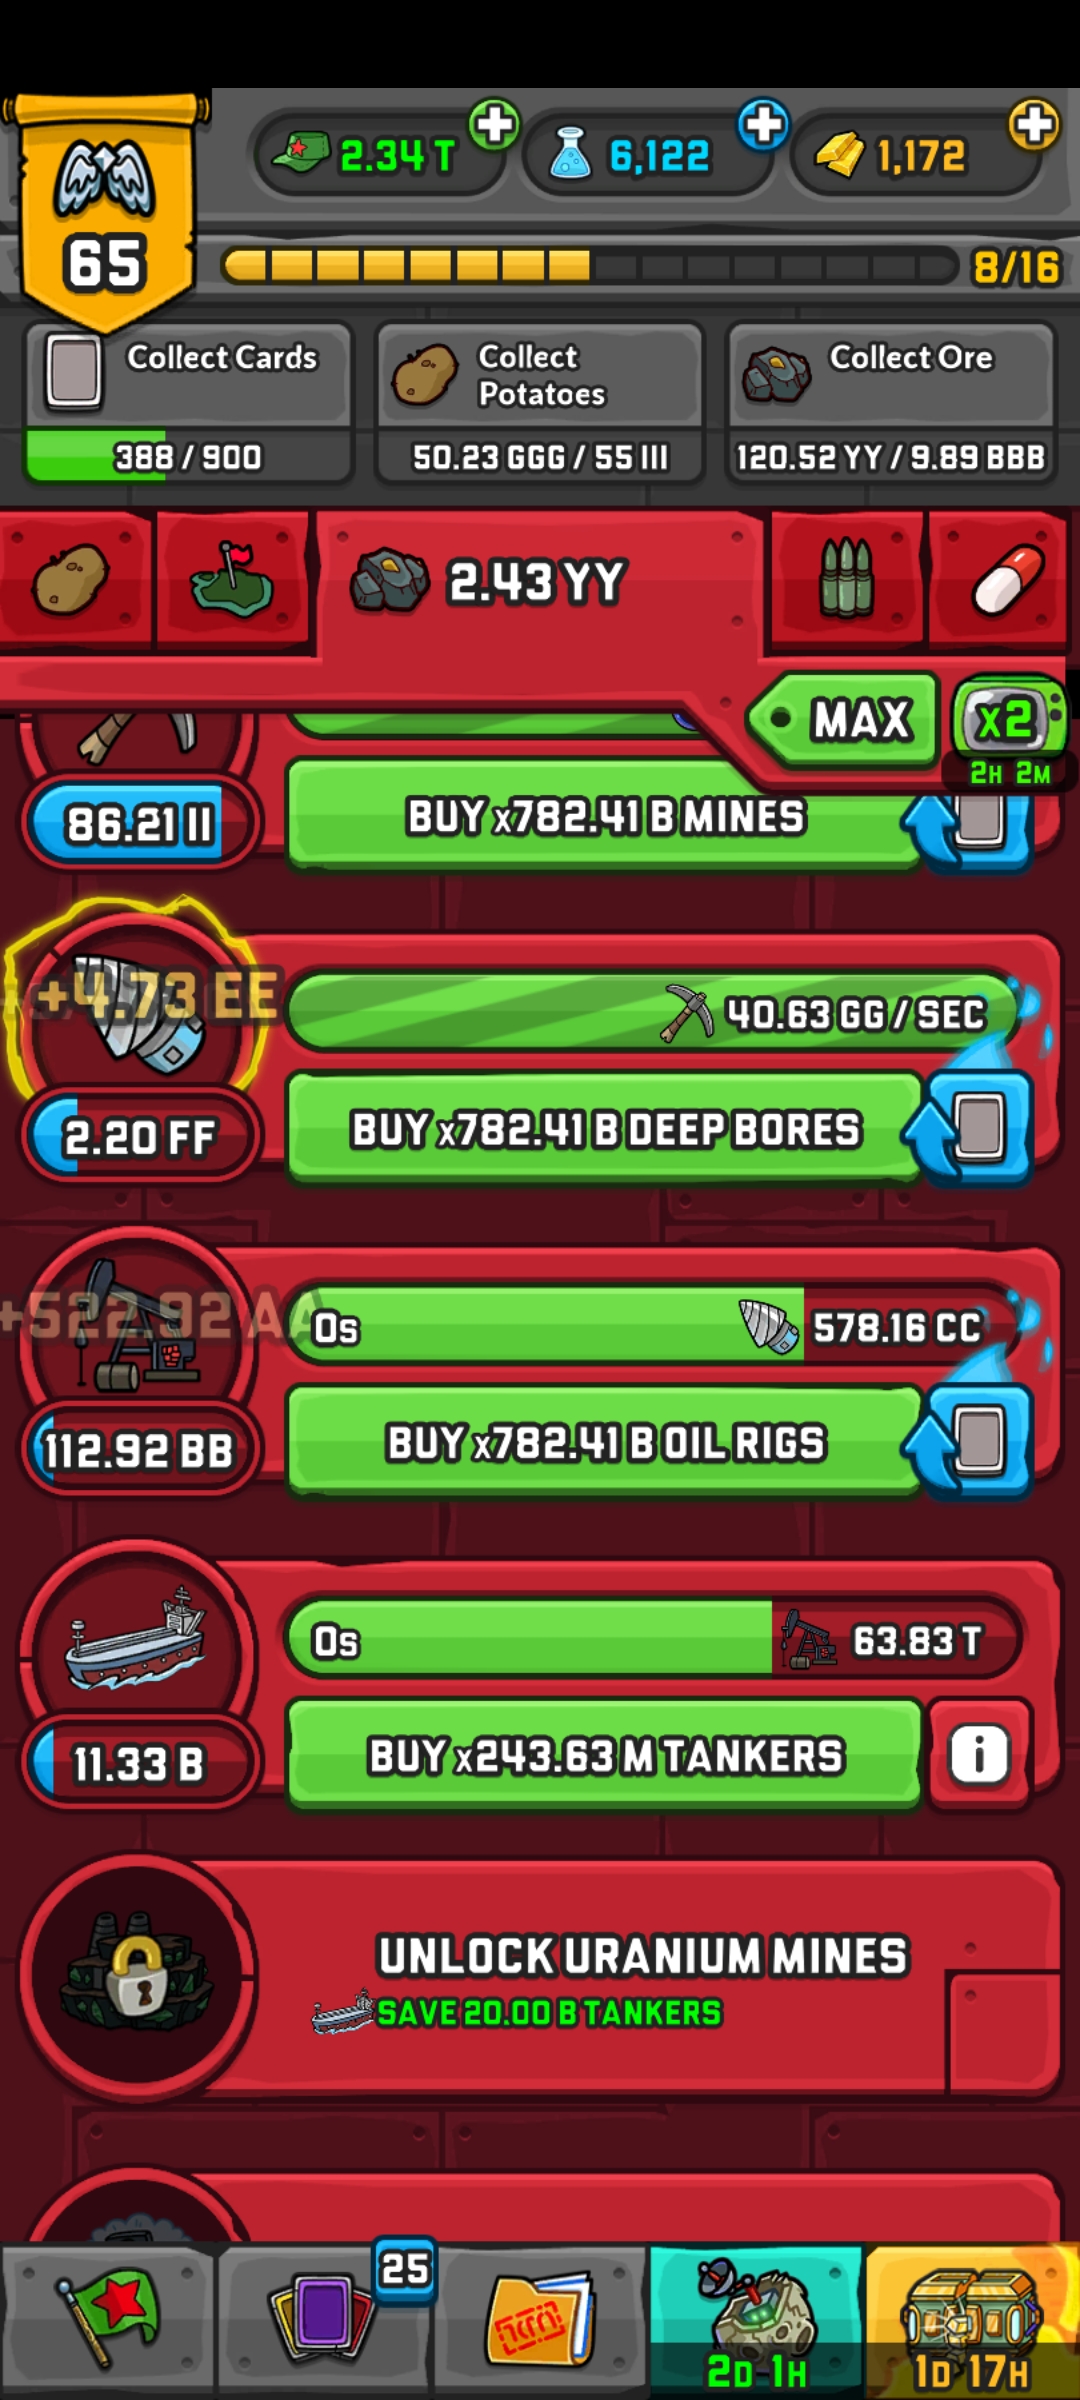 2.34 T
6,122
1,172
65
8/16
Collect Cards
388 / 900
Collect
Potatoes
50.23 GGG / 55 III
Collect Ore
120.52 YY / 9.89 BBB
2.43 YY
MAX
x2
2H 2M
86.21 II
BUY x782.41 B MINES
+4.73 EE
40.63 GG / SEC
2.20 FF
BUY x782.41 B DEEP BORES
+522.92 AA
0s
578.16 CC
112.92 BB
BUY x782.41 B OIL RIGS
0s
63.83 T
11.33 B
BUY x243.63 M TANKERS
i
UNLOCK URANIUM MINES
SAVE 20.00 B TANKERS
25
2D 1H
1D 17H